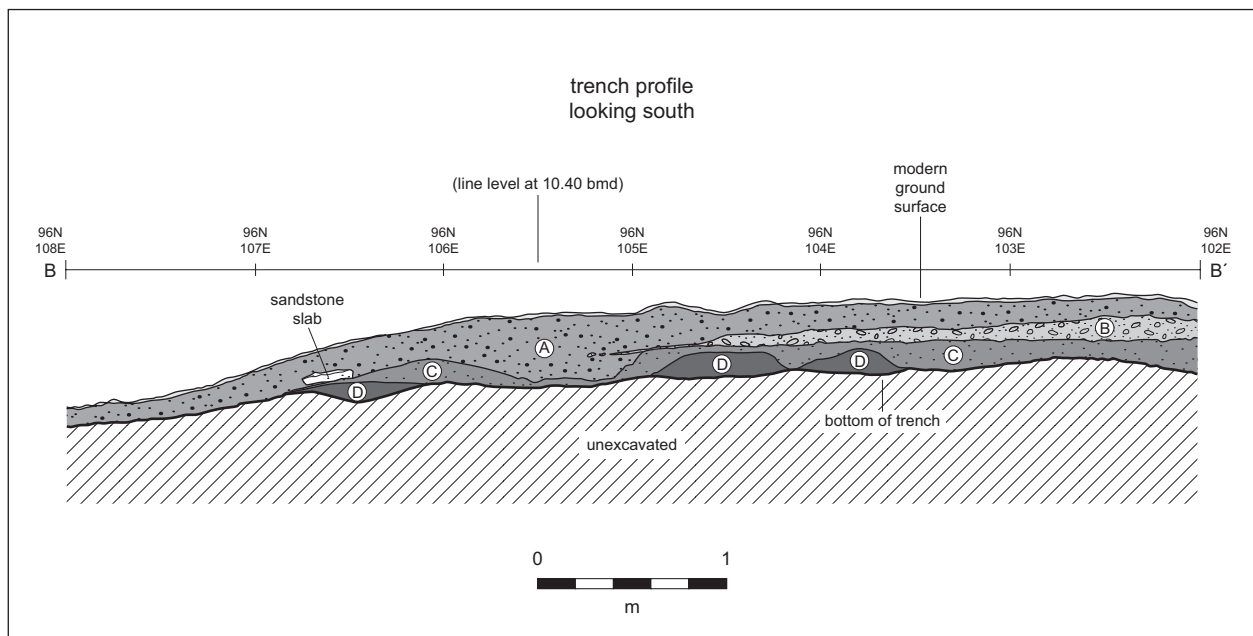 trench profile
looking south
(line level at 10.40 bmd)
modern
ground
surface
96N
108E
96N
107E
96N
106E
96N
105E
96N
104E
96N
103E
96N
102E
B
B´
sandstone
slab
A
B
C
C
D
D
D
bottom of trench
unexcavated
0
1
m